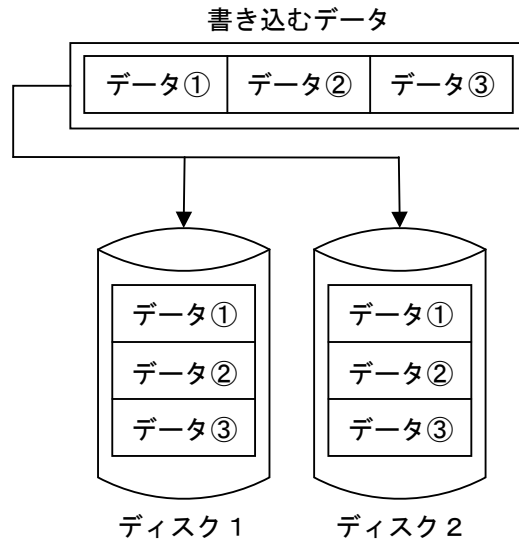 書き込むデータ
データ① データ② データ③
データ① データ①
データ② データ②
データ③ データ③
ディスク１ ディスク２